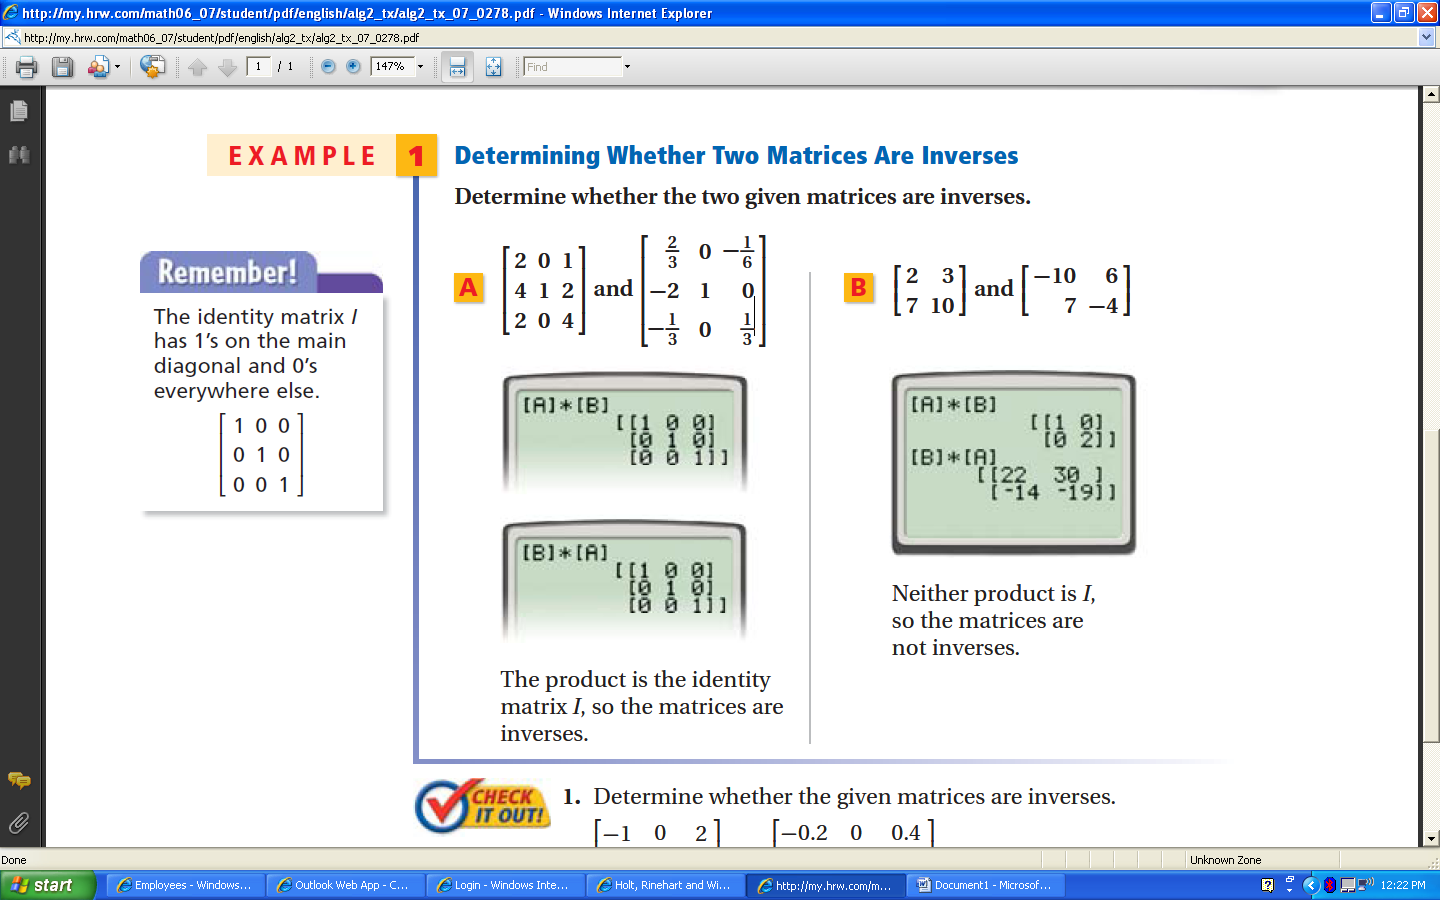 http://my.hrw.com/math06_07/student/pdf/english/alg2_tx/alg2_tx_07_0278.pdf - Windows Internet Explorer
http://my.hrw.com/math06_07/student/pdf/english/alg2_tx/alg2_tx_07_0278.pdf
1 / 1 147% Find
EXAMPLE 1 Determining Whether Two Matrices Are Inverses
Determine whether the two given matrices are inverses.
Remember!
The identity matrix I
has 1's on the main
diagonal and 0's
everywhere else.
1 0 0
0 1 0
0 0 1
A
2 0 1
4 1 2
2 0 4
and
2/3 0 -1/6
-2 1 0
-1/3 0 1/3
[A]*[B]
[[1 0 0]
[0 1 0]
[0 0 1]]
[B]*[A]
[[1 0 0]
[0 1 0]
[0 0 1]]
The product is the identity
matrix I, so the matrices are
inverses.
B
2 3
7 10
and
-10 6
7 -4
[A]*[B]
[[1 0]
[0 2]]
[B]*[A]
[[22 30 ]
[-14 -19]]
Neither product is I,
so the matrices are
not inverses.
CHECK
IT OUT!
1. Determine whether the given matrices are inverses.
-1 0 2 -0.2 0 0.4
Done Unknown Zone
start Employees - Windows... Outlook Web App - C... Login - Windows Inte... Holt, Rinehart and Wi... http://my.hrw.com/m... Document1 - Microsof... 12:22 PM